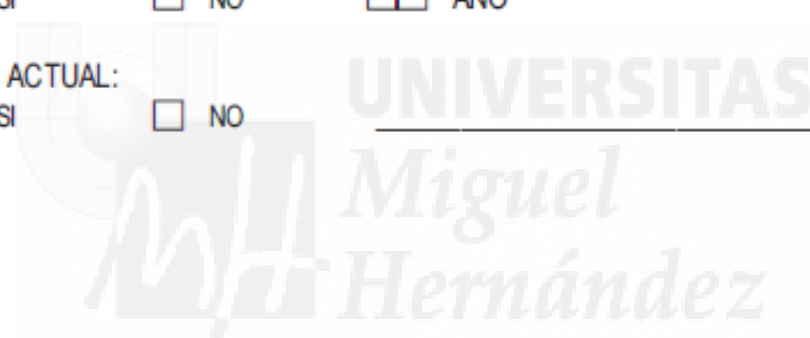 SI □ NO □□ AÑO
ACTUAL:
SI □ NO
UNIVERSITAS
Miguel
Hernández